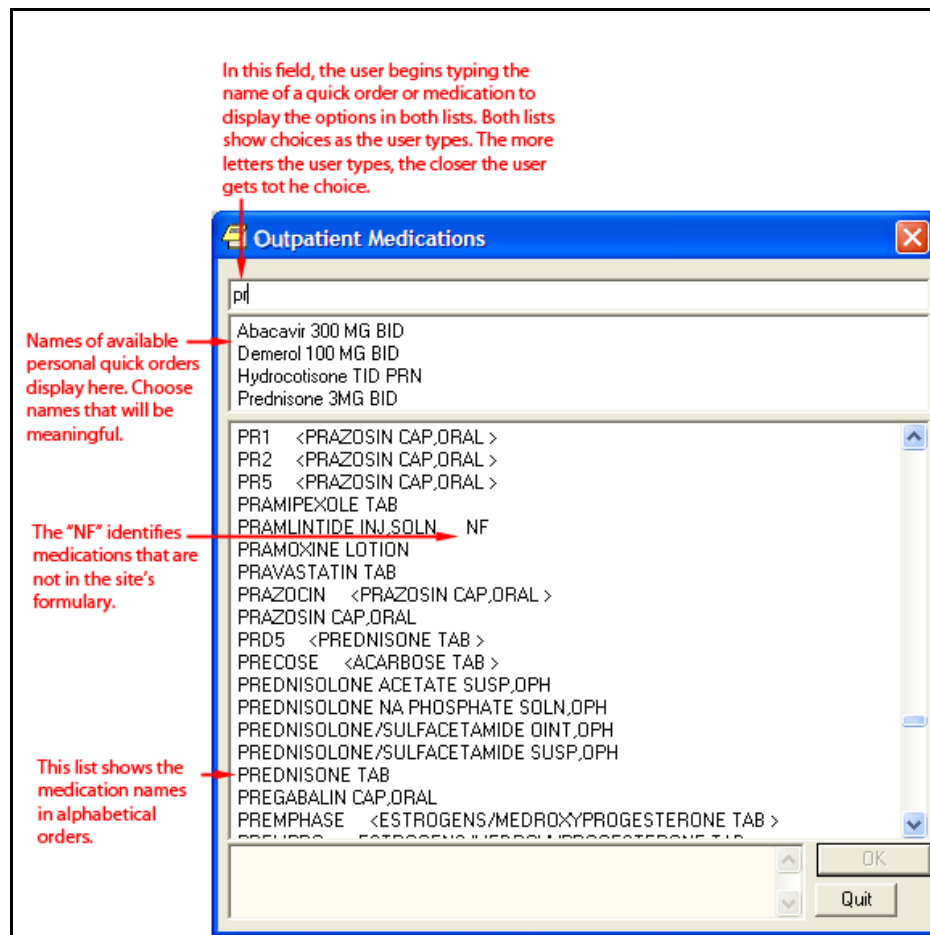 In this field, the user begins typing the
name of a quick order or medication to
display the options in both lists. Both lists
show choices as the user types. The more
letters the user types, the closer the user
gets tot he choice.
Outpatient Medications
pr
Names of available
personal quick orders
display here. Choose
names that will be
meaningful.
Abacavir 300 MG BID
Demerol 100 MG BID
Hydrocotisone TID PRN
Prednisone 3MG BID
PR1 <PRAZOSIN CAP,ORAL >
PR2 <PRAZOSIN CAP,ORAL >
PR5 <PRAZOSIN CAP,ORAL >
PRAMIPEXOLE TAB
PRAMLINTIDE INJ,SOLN NF
PRAMOXINE LOTION
PRAVASTATIN TAB
PRAZOCIN <PRAZOSIN CAP,ORAL >
PRAZOSIN CAP,ORAL
PRD5 <PREDNISONE TAB >
PRECOSE <ACARBOSE TAB >
PREDNISOLONE ACETATE SUSP,OPH
PREDNISOLONE NA PHOSPHATE SOLN,OPH
PREDNISOLONE/SULFACETAMIDE OINT,OPH
PREDNISOLONE/SULFACETAMIDE SUSP,OPH
PREDNISONE TAB
PREGABALIN CAP,ORAL
PREMPHASE <ESTROGENS/MEDROXYPROGESTERONE TAB >
The "NF" identifies
medications that are
not in the site's
formulary.
This list shows the
medication names
in alphabetical
orders.
OK
Quit